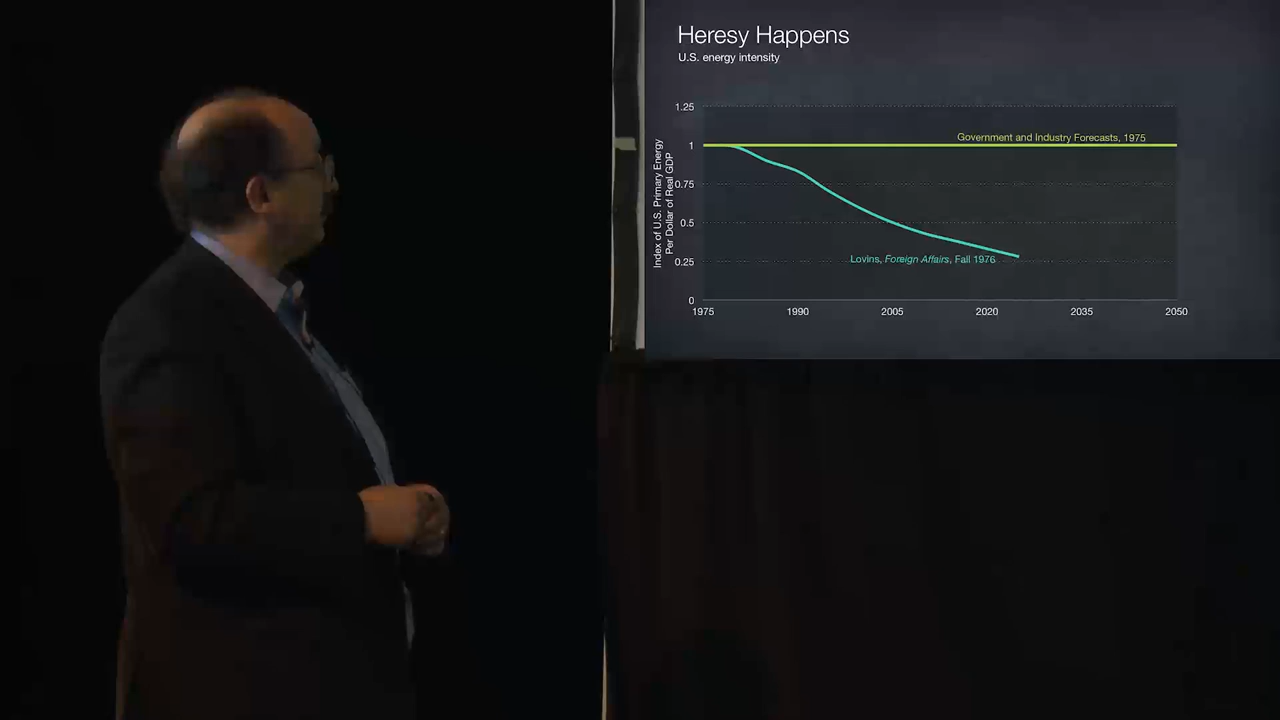 Heresy Happens
U.S. energy intensity
Index of U.S. Primary Energy
Per Dollar of Real GDP
1.25
1
0.75
0.5
0.25
0
Government and Industry Forecasts, 1975
Lovins, Foreign Affairs, Fall 1976
1975
1990
2005
2020
2035
2050